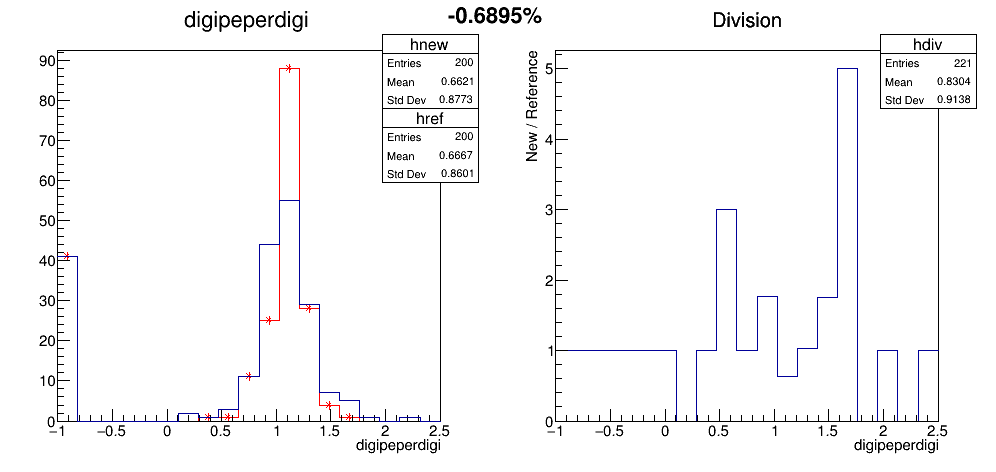 digipeperdigi
-0.6895%
Division
hnew
Entries 200
Mean 0.6621
Std Dev 0.8773
href
Entries 200
Mean 0.6667
Std Dev 0.8601
90
80
70
60
50
40
30
20
10
0
−1 −0.5 0 0.5 1 1.5 2 2.5
digipeperdigi
hdiv
Entries 221
Mean 0.8304
Std Dev 0.9138
New / Reference
5
4
3
2
1
0
−1 −0.5 0 0.5 1 1.5 2 2.5
digipeperdigi